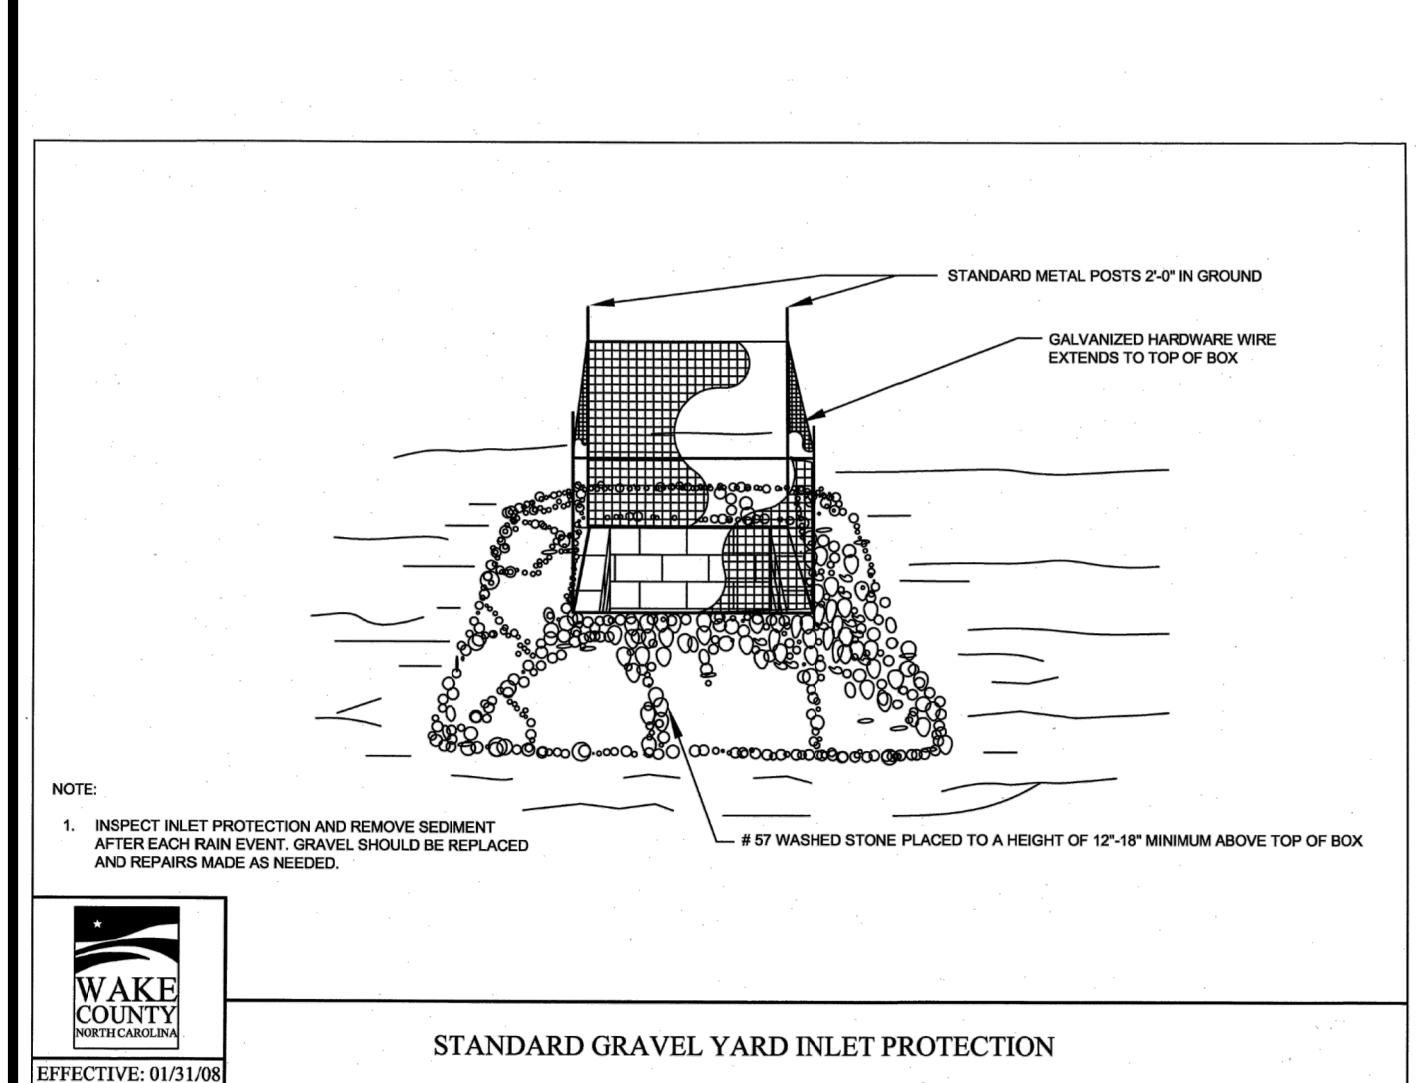 STANDARD METAL POSTS 2'-0" IN GROUND
GALVANIZED HARDWARE WIRE
EXTENDS TO TOP OF BOX
NOTE:
1. INSPECT INLET PROTECTION AND REMOVE SEDIMENT
AFTER EACH RAIN EVENT. GRAVEL SHOULD BE REPLACED
AND REPAIRS MADE AS NEEDED.
# 57 WASHED STONE PLACED TO A HEIGHT OF 12"-18" MINIMUM ABOVE TOP OF BOX
WAKE
COUNTY
NORTH CAROLINA
STANDARD GRAVEL YARD INLET PROTECTION
EFFECTIVE: 01/31/08